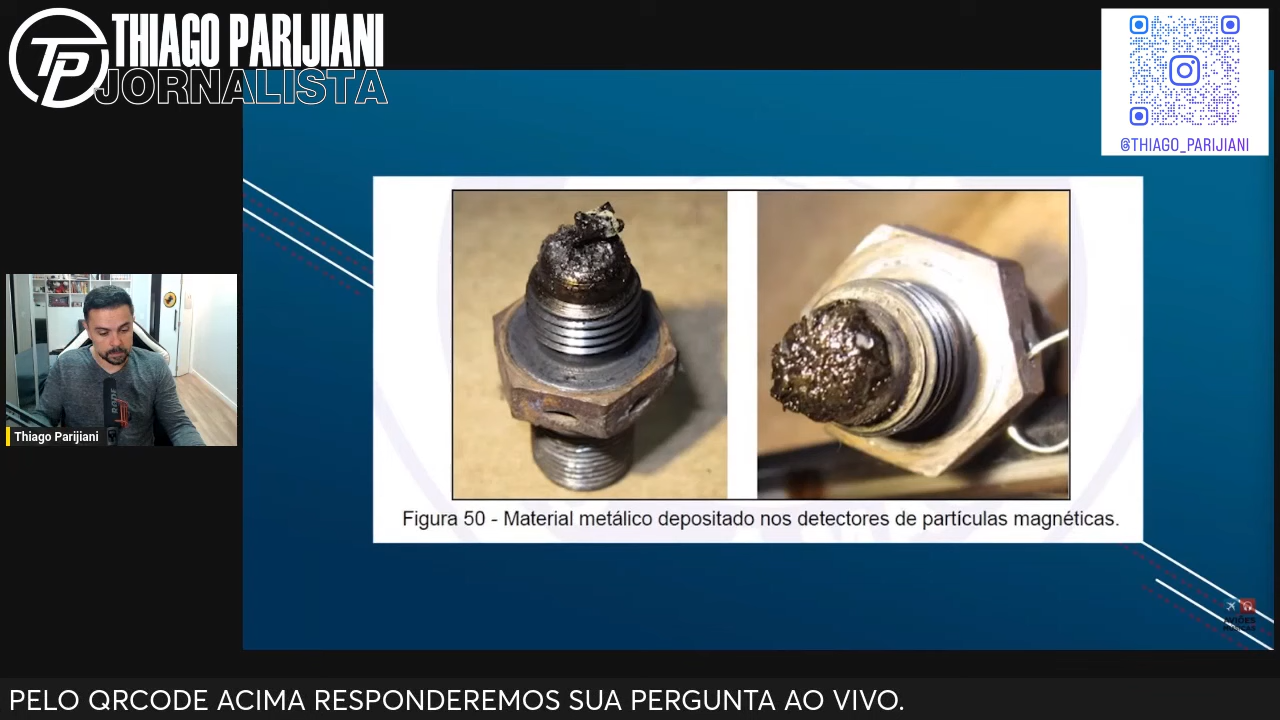 TP
THIAGO PARIJIANI
JORNALISTA
@THIAGO_PARIJIANI
Thiago Parijiani
Figura 50 - Material metálico depositado nos detectores de partículas magnéticas.
PELO QRCODE ACIMA RESPONDEREMOS SUA PERGUNTA AO VIVO.